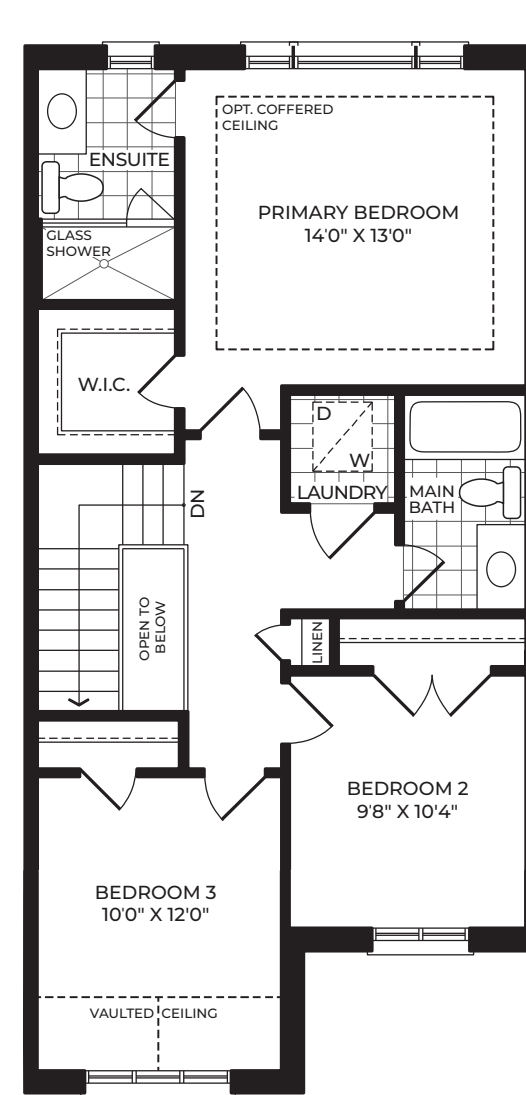 OPT. COFFERED
CEILING
ENSUITE
PRIMARY BEDROOM
14'0" X 13'0"
GLASS
SHOWER
W.I.C.
D
W
LAUNDRY
MAIN
BATH
DN
OPEN TO
BELOW
LINEN
BEDROOM 2
9'8" X 10'4"
BEDROOM 3
10'0" X 12'0"
VAULTED CEILING